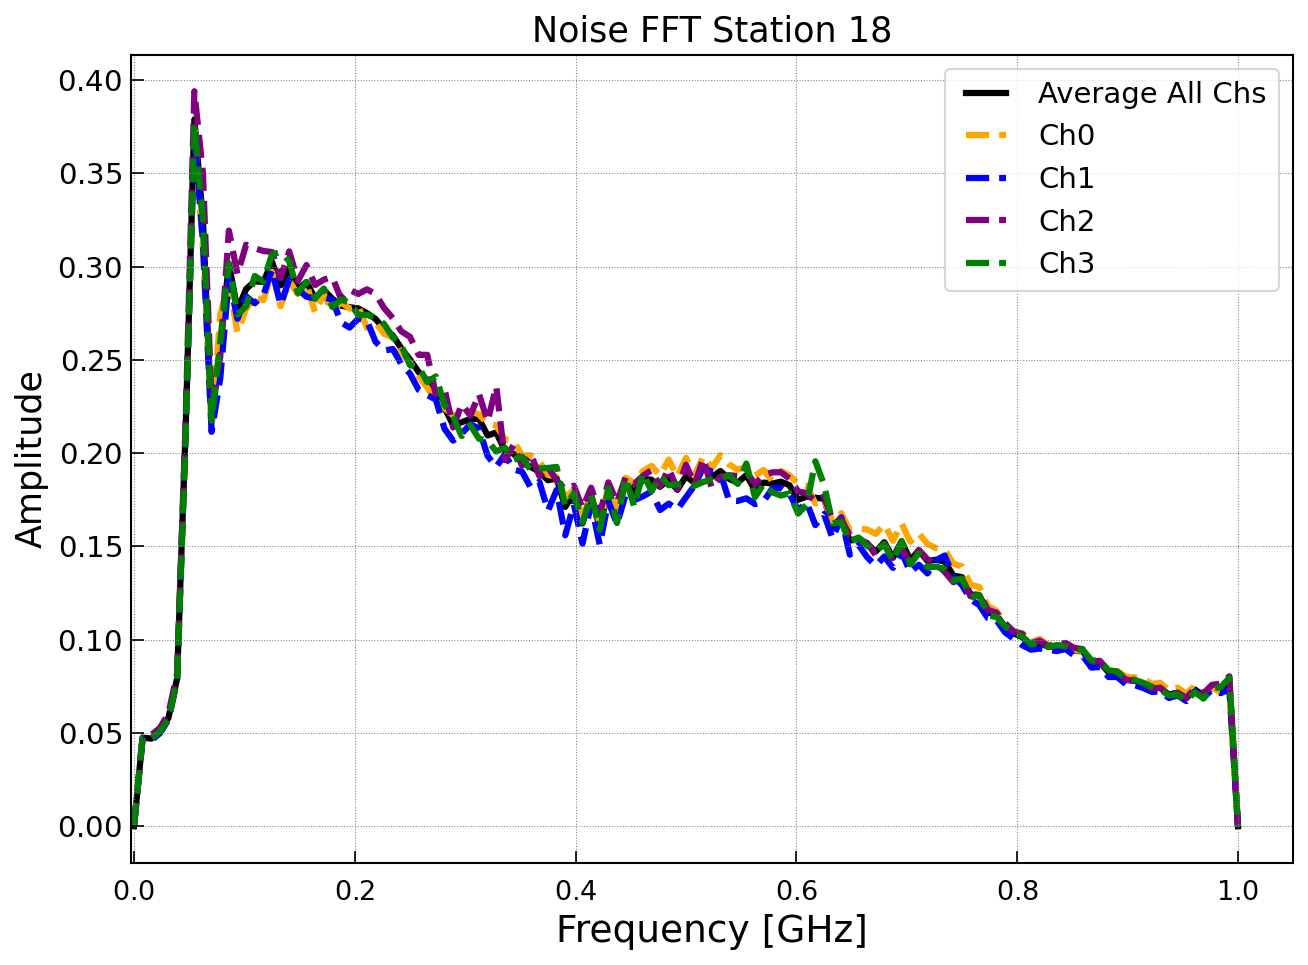 Noise FFT Station 18
0.40
0.35
0.30
0.25
0.20
0.15
0.10
0.05
0.00
Amplitude
Average All Chs
Ch0
Ch1
Ch2
Ch3
0.0 0.2 0.4 0.6 0.8 1.0
Frequency [GHz]